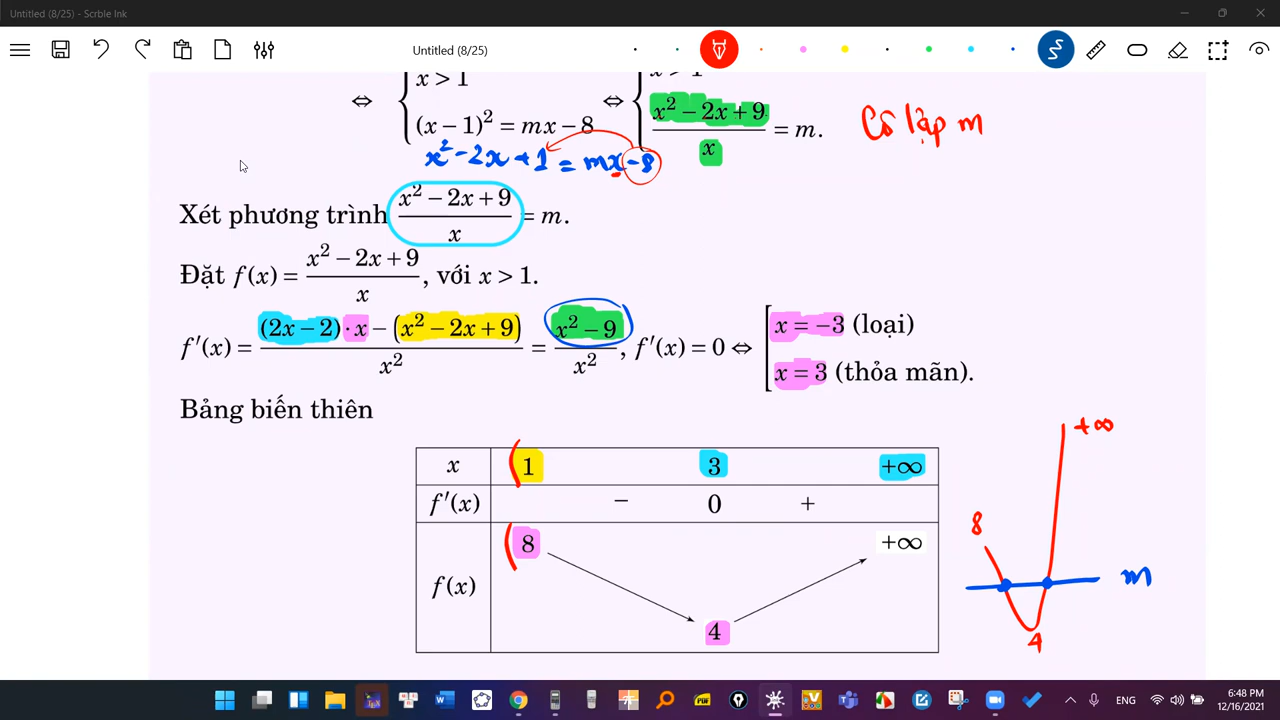 Untitled (8/25) - Scrble Ink
Untitled (8/25)
⇔ { x > 1 ⇔ { x > 1
(x − 1)² = mx − 8
(x² − 2x + 9)/x = m. Cô lập m
x² − 2x + 1 = mx − 8
Xét phương trình (x² − 2x + 9)/x = m.
Đặt f(x) = (x² − 2x + 9)/x, với x > 1.
f′(x) = ((2x − 2)·x − (x² − 2x + 9))/x² = (x² − 9)/x², f′(x) = 0 ⇔ [ x = −3 (loại)
x = 3 (thỏa mãn).
Bảng biến thiên
x ( 1 3 +∞
f′(x) − 0 +
f(x) ( 8 4 +∞
+∞
8
m
4
ENG
6:48 PM
12/16/2021